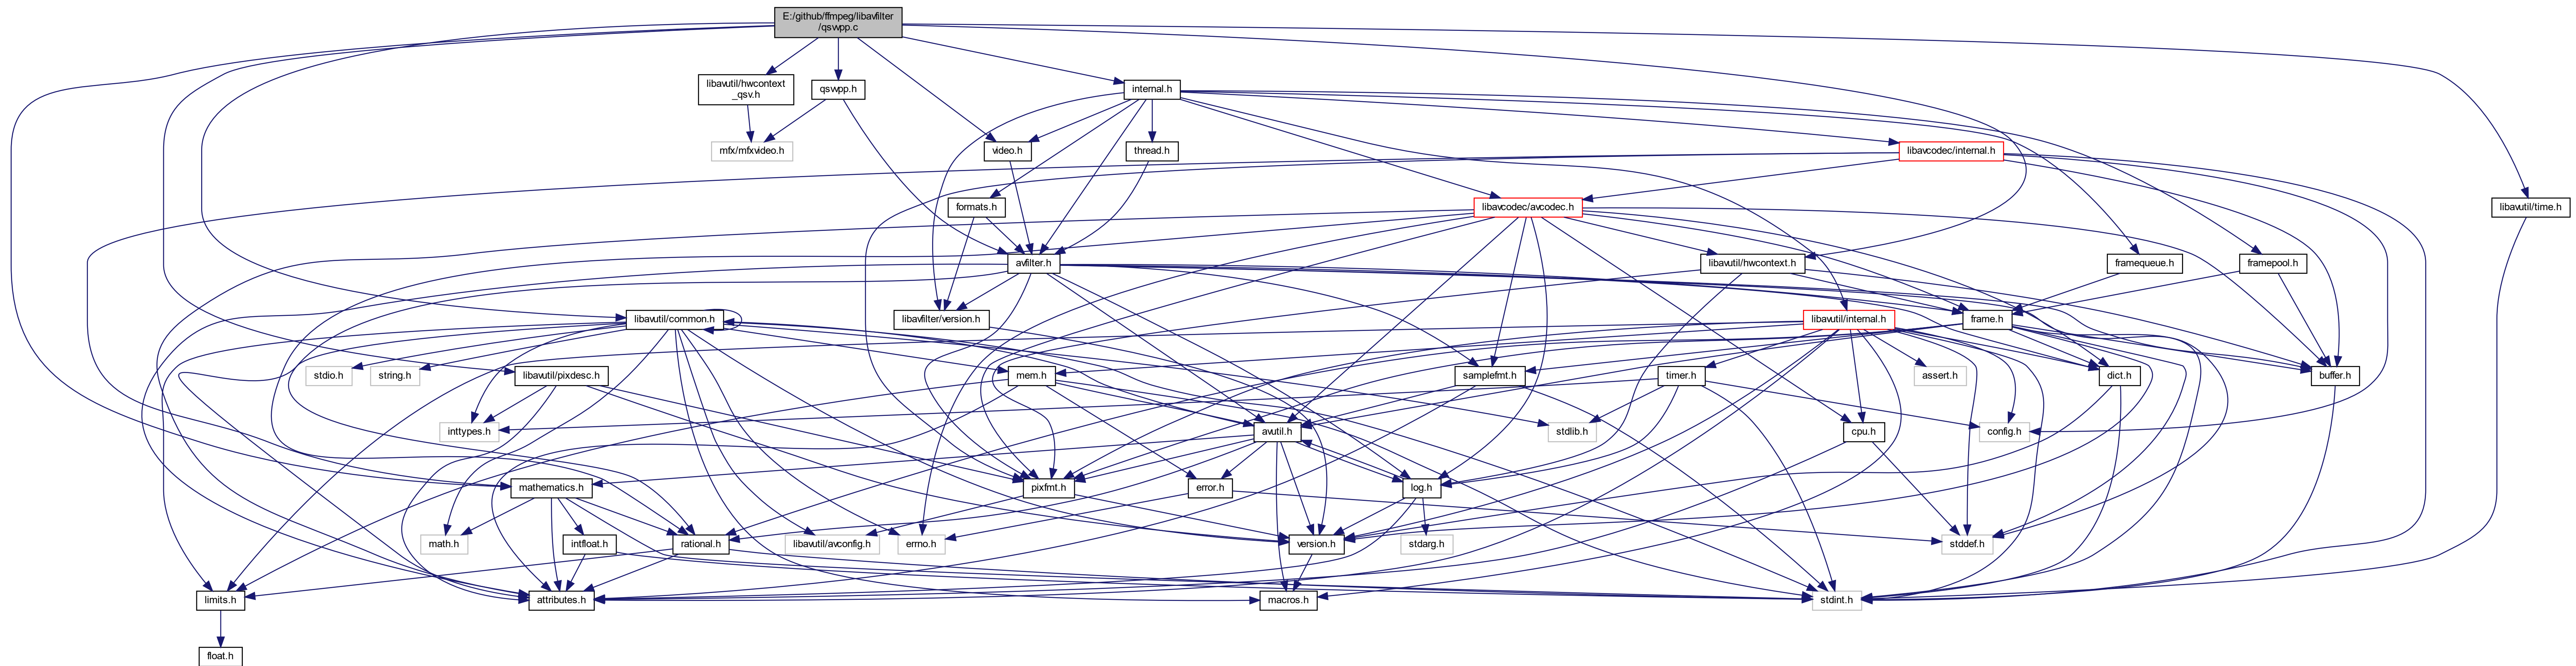 E:/github/ffmpeg/libavfilter
/qswpp.c
libavutil/hwcontext
_qsv.h
qswpp.h
internal.h
mfx/mfxvideo.h
video.h
thread.h
libavcodec/internal.h
formats.h
libavcodec/avcodec.h
libavutil/time.h
avfilter.h
libavutil/hwcontext.h
framequeue.h
framepool.h
libavutil/common.h
libavfilter/version.h
libavutil/internal.h
frame.h
stdio.h
string.h
libavutil/pixdesc.h
mem.h
samplefmt.h
timer.h
assert.h
dict.h
buffer.h
inttypes.h
avutil.h
stdlib.h
cpu.h
config.h
mathematics.h
pixfmt.h
error.h
log.h
math.h
intfloat.h
rational.h
libavutil/avconfig.h
errno.h
version.h
stdarg.h
stddef.h
limits.h
attributes.h
macros.h
stdint.h
float.h